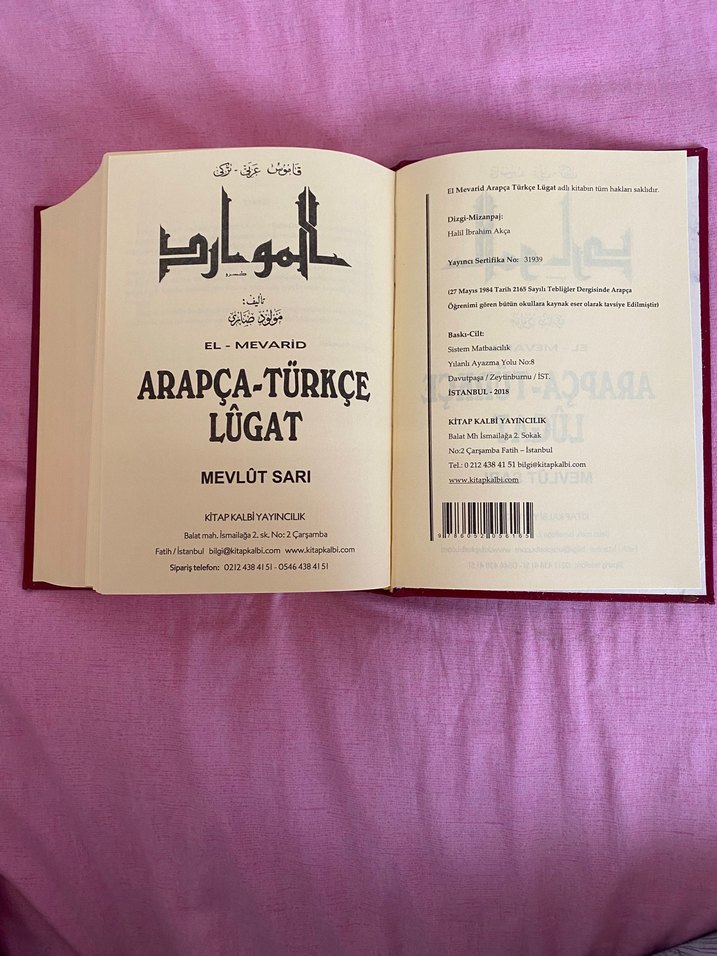 قاموس عربي - تركي
الموارد
خسرو
تأليف:
مولود صاري
EL - MEVARİD
ARAPÇA-TÜRKÇE
LÛGAT
MEVLÛT SARI
KİTAP KALBİ YAYINCILIK
Balat mah. İsmailağa 2. sk. No: 2 Çarşamba
Fatih / İstanbul bilgi@kitapkalbi.com www.kitapkalbi.com
Sipariş telefon: 0212 438 41 51 - 0546 438 41 51
El Mevarid Arapça Türkçe Lügat adlı kitabın tüm hakları saklıdır.
Dizgi-Mizanpaj:
Halil İbrahim Akça
Yayıncı Sertifika No: 31939
(27 Mayıs 1984 Tarih 2165 Sayılı Tebliğler Dergisinde Arapça
Öğrenimi gören bütün okullara kaynak eser olarak tavsiye Edilmiştir)
Baskı-Cilt:
Sistem Matbaacılık
Yılanlı Ayazma Yolu No:8
Davutpaşa / Zeytinburnu / İST.
İSTANBUL - 2018
KİTAP KALBİ YAYINCILIK
Balat Mh İsmailağa 2. Sokak
No:2 Çarşamba Fatih – İstanbul
Tel.: 0 212 438 41 51 bilgi@kitapkalbi.com
www.kitapkalbi.com
9786052056165